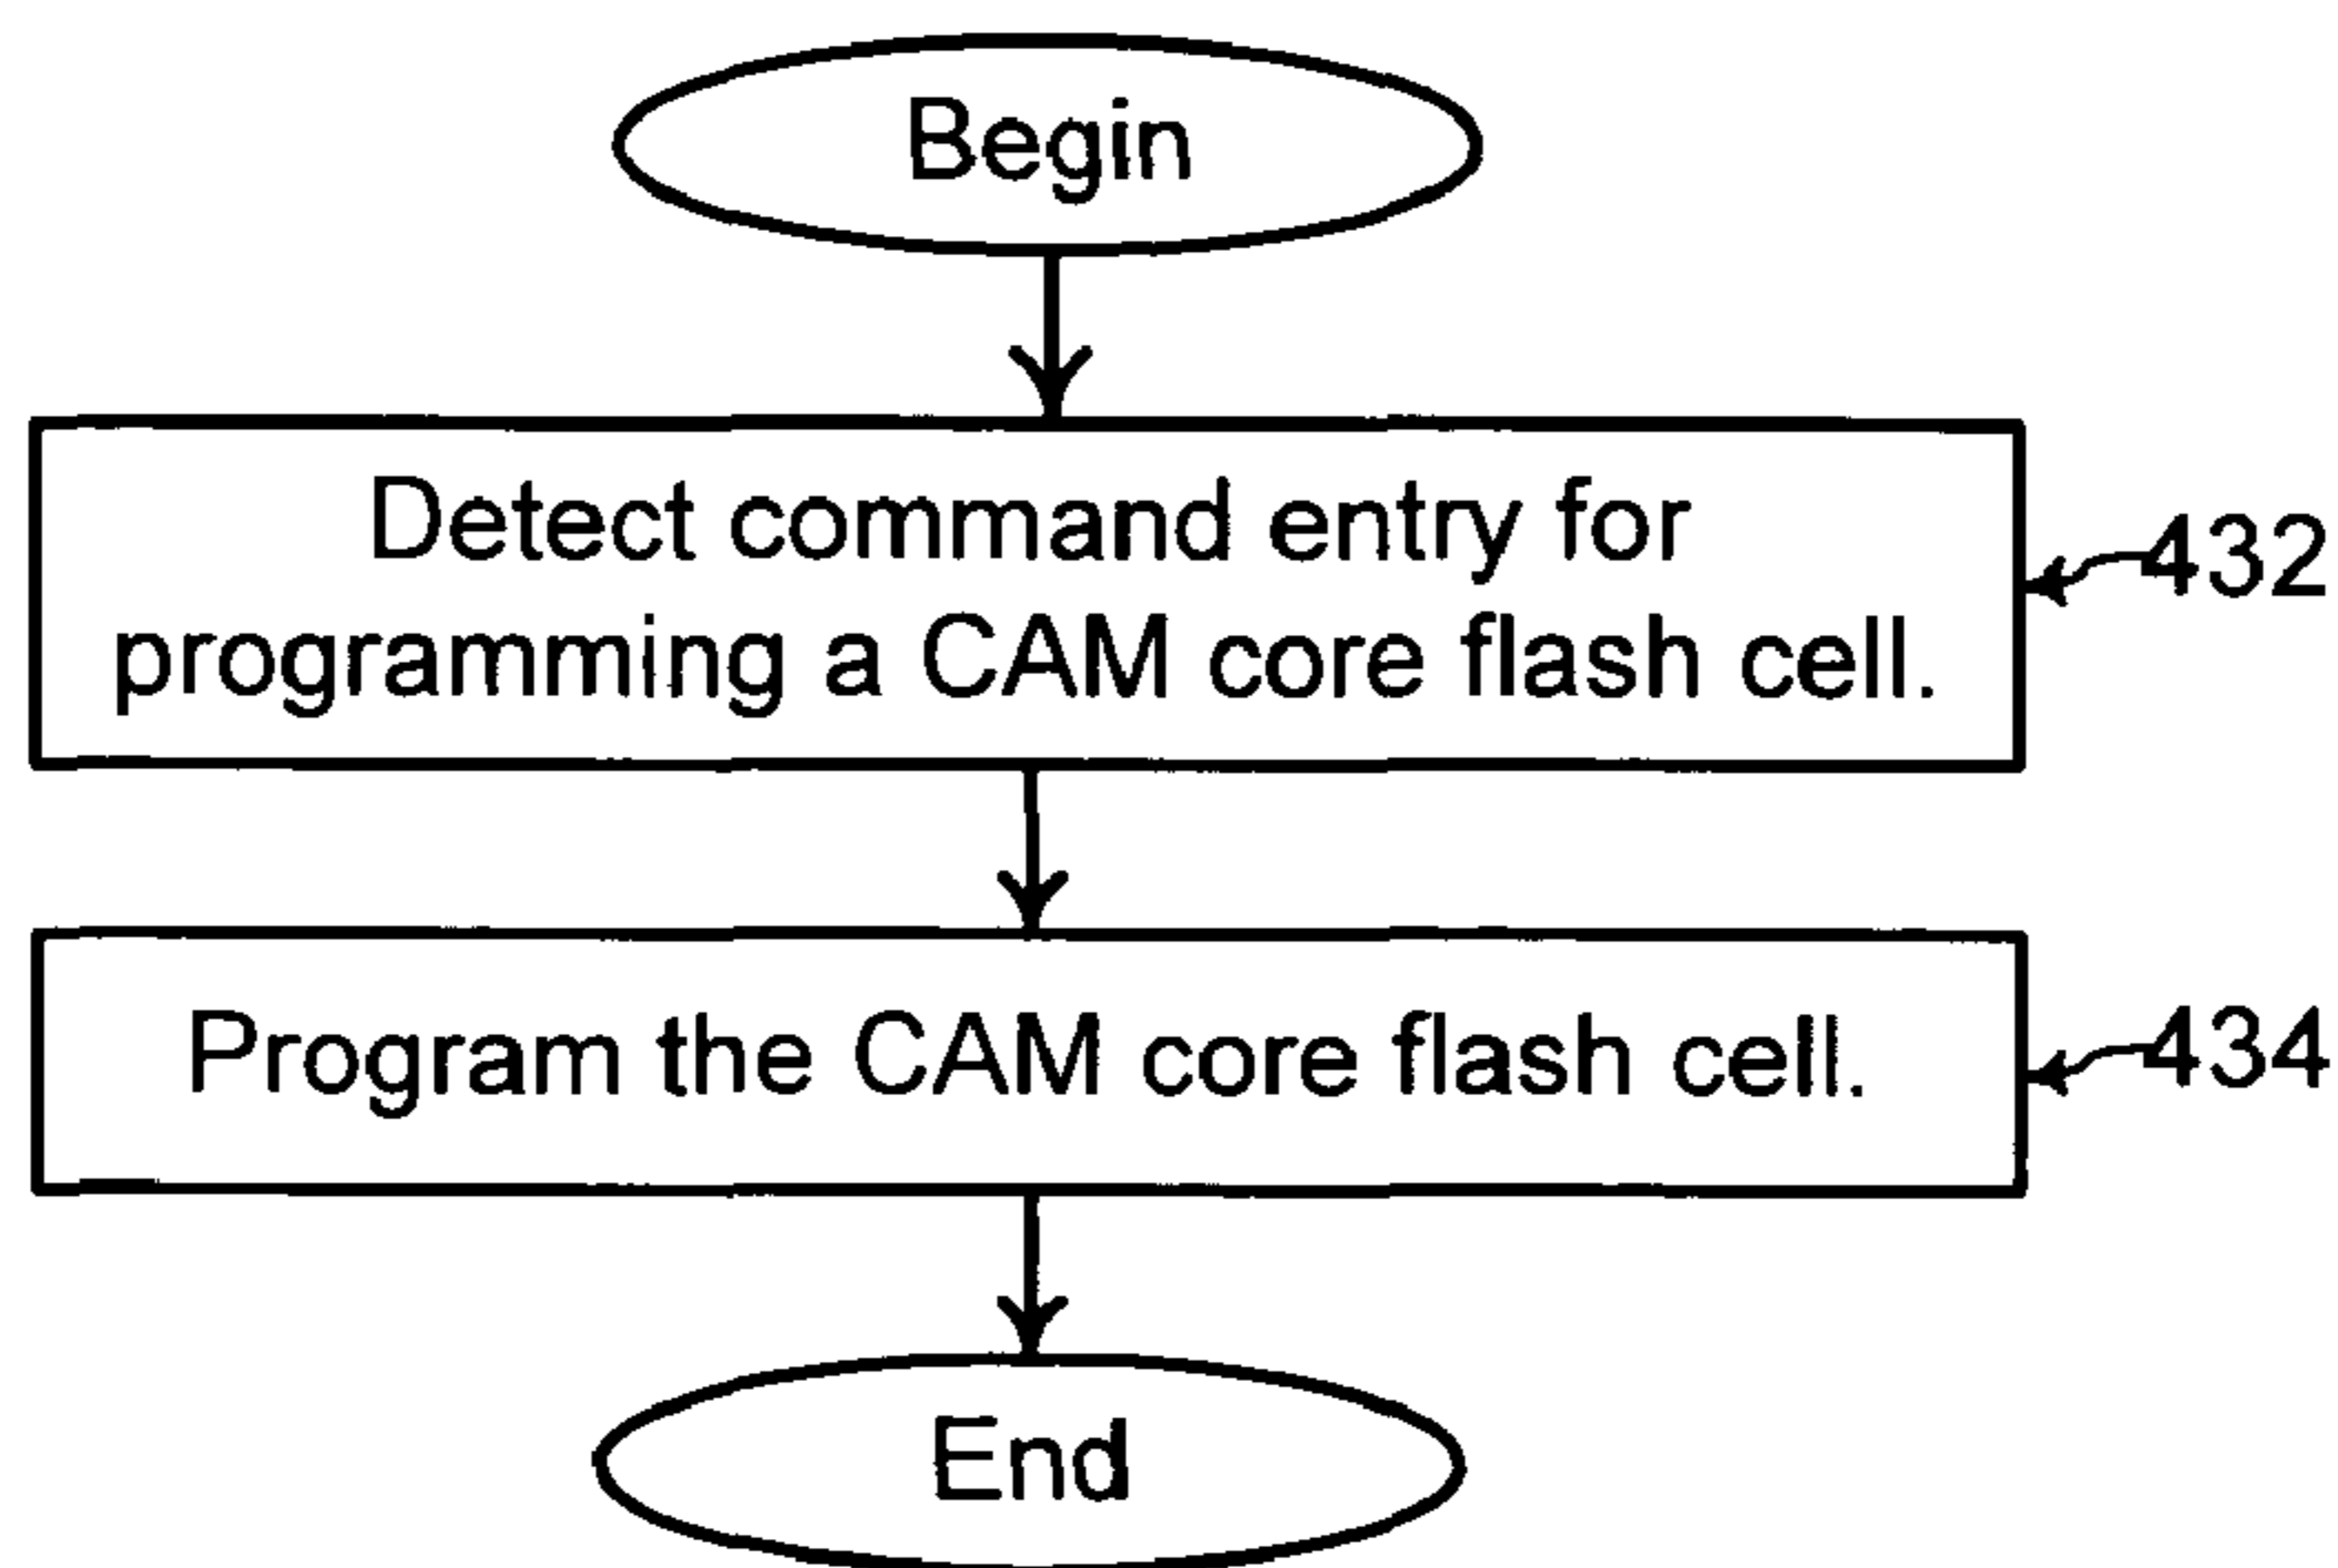 Begin
Detect command entry for
programming a CAM core flash cell.
432
Program the CAM core flash cell.
434
End